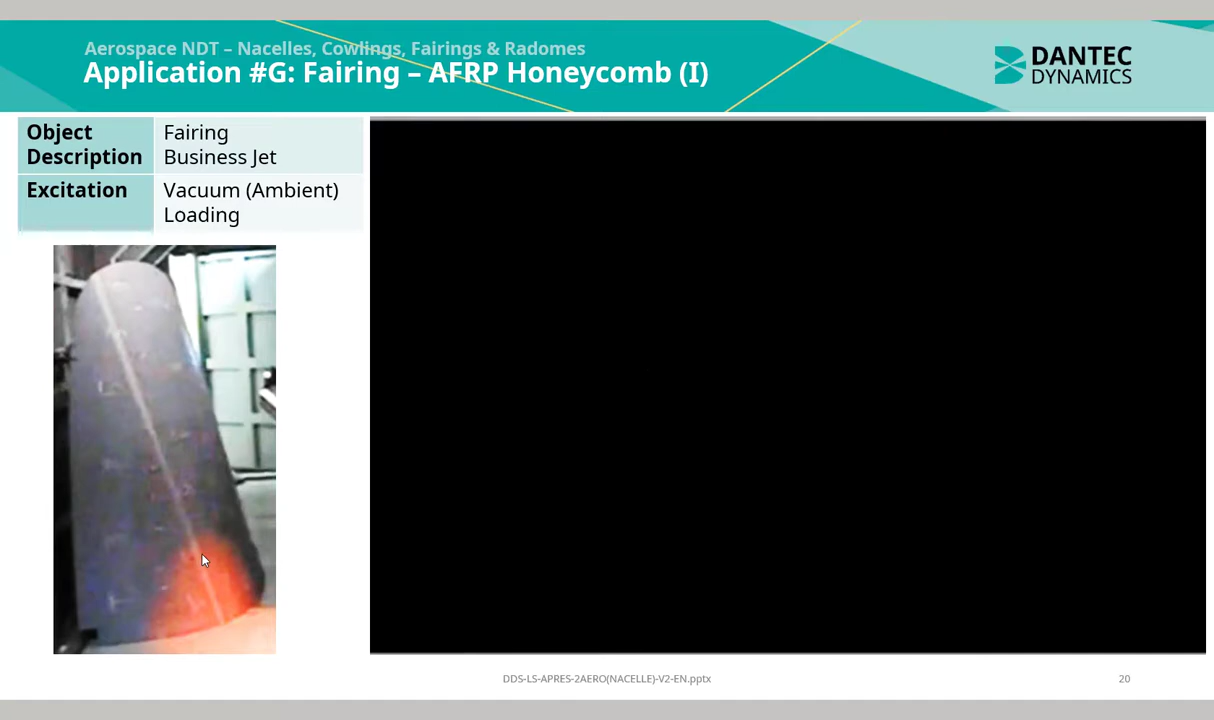 Aerospace NDT – Nacelles, Cowlings, Fairings & Radomes
Application #G: Fairing – AFRP Honeycomb (I)
DANTEC
DYNAMICS
Object
Description
Fairing
Business Jet
Excitation
Vacuum (Ambient)
Loading
DDS-LS-APRES-2AERO(NACELLE)-V2-EN.pptx
20